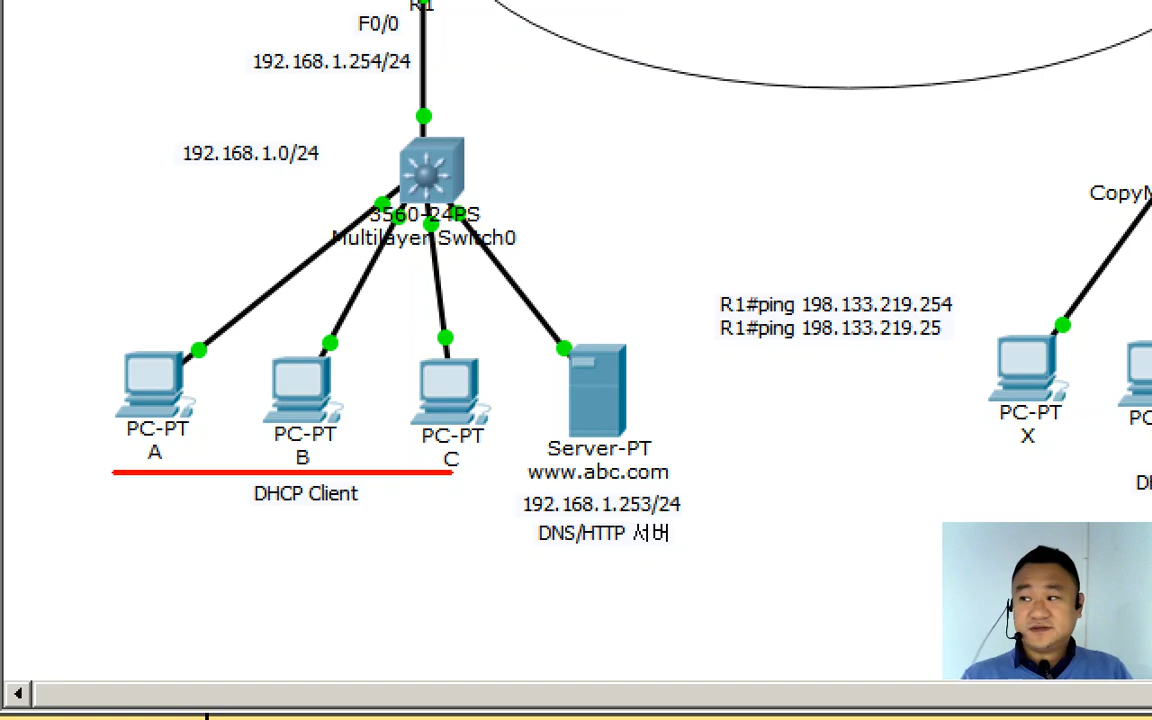 R1
F0/0
192.168.1.254/24
192.168.1.0/24
3560-24PS
Multilayer Switch0
R1#ping 198.133.219.254
R1#ping 198.133.219.25
PC-PT
A
PC-PT
B
PC-PT
C
DHCP Client
Server-PT
www.abc.com
192.168.1.253/24
DNS/HTTP 서버
PC-PT
X